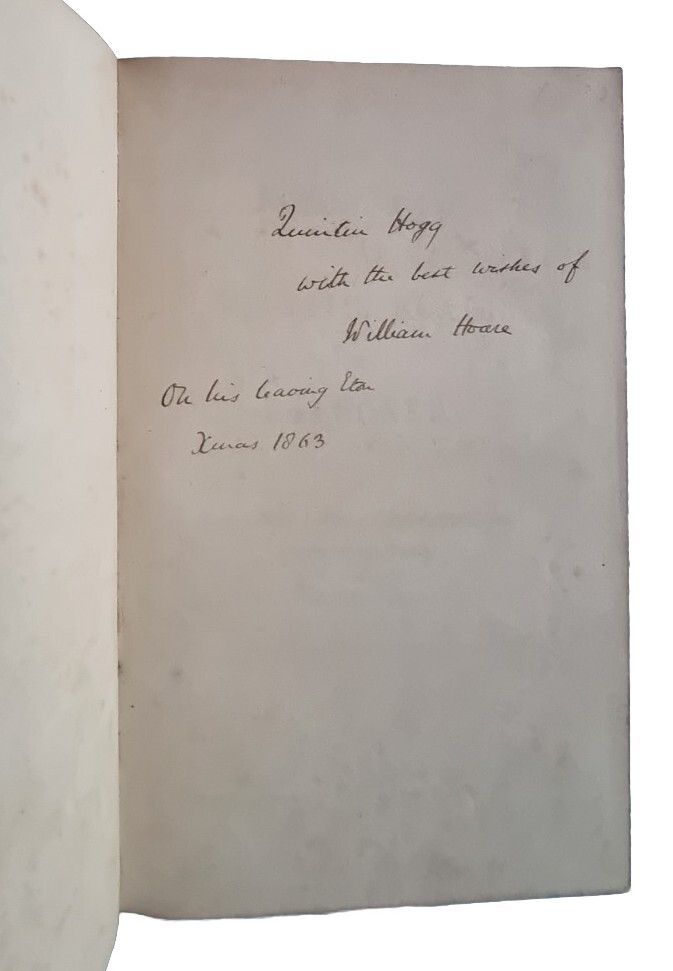 Quintin Hogg
with the best wishes of
William Hoare
On his leaving Eton
Xmas 1863